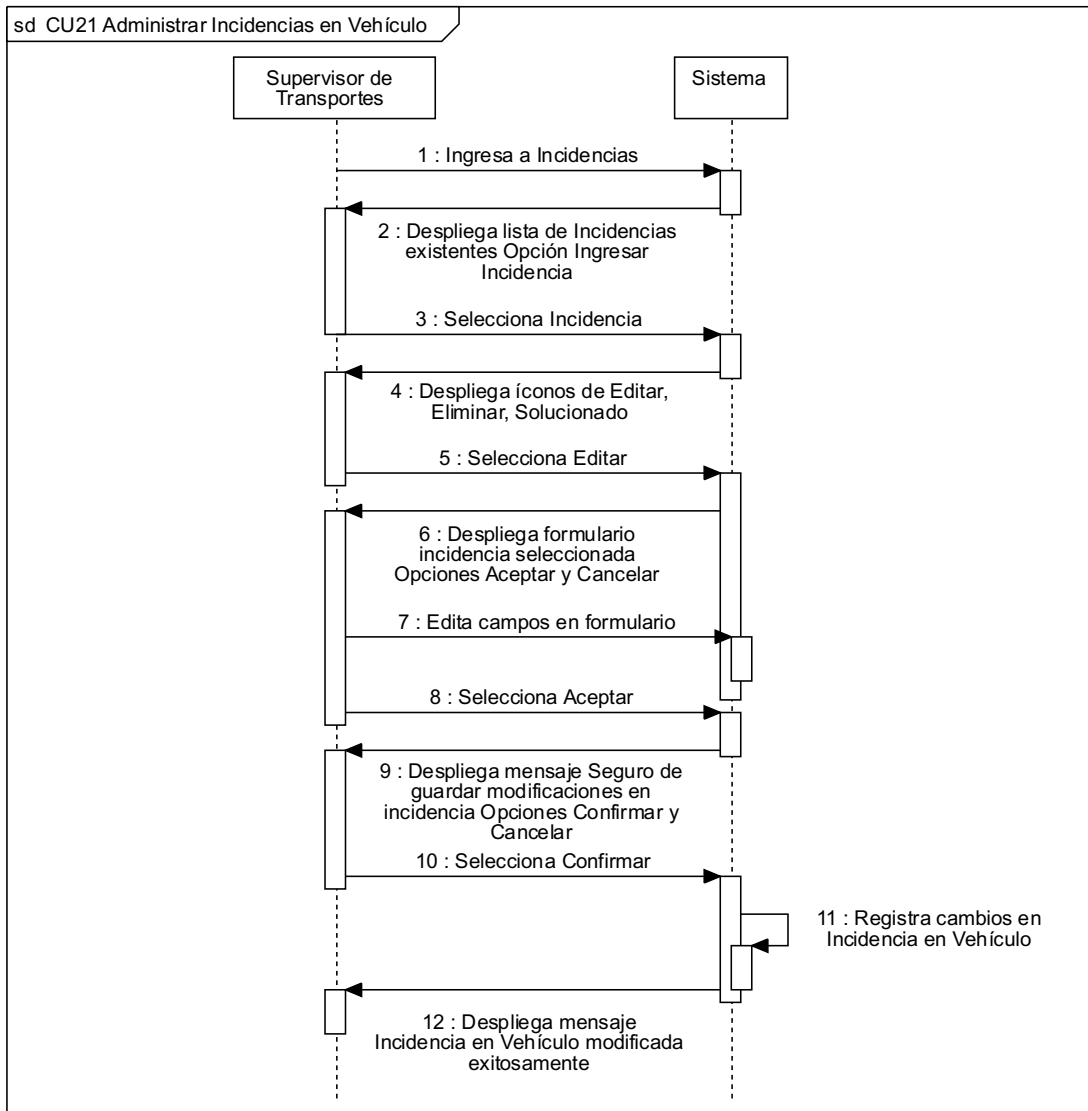 sd CU21 Administrar Incidencias en Vehículo
Supervisor de
Transportes
Sistema
1 : Ingresa a Incidencias
2 : Despliega lista de Incidencias
existentes Opción Ingresar
Incidencia
3 : Selecciona Incidencia
4 : Despliega íconos de Editar,
Eliminar, Solucionado
5 : Selecciona Editar
6 : Despliega formulario
incidencia seleccionada
Opciones Aceptar y Cancelar
7 : Edita campos en formulario
8 : Selecciona Aceptar
9 : Despliega mensaje Seguro de
guardar modificaciones en
incidencia Opciones Confirmar y
Cancelar
10 : Selecciona Confirmar
11 : Registra cambios en
Incidencia en Vehículo
12 : Despliega mensaje
Incidencia en Vehículo modificada
exitosamente